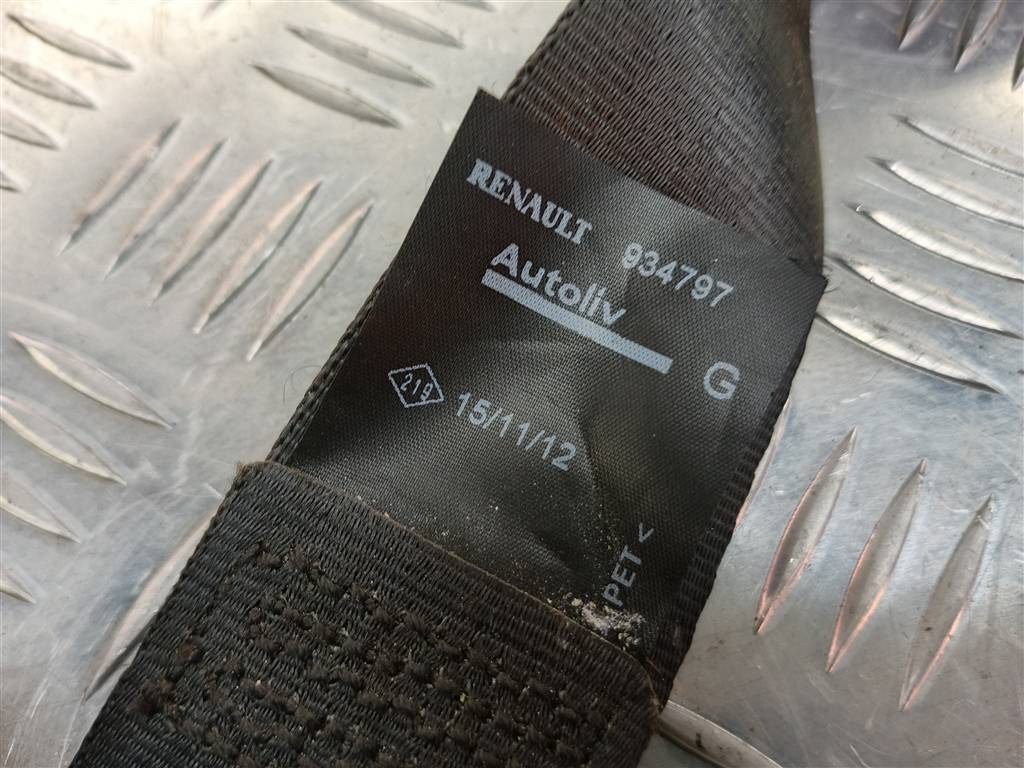 RENAULT 934797
Autoliv
G
219 15/11/12
PET <